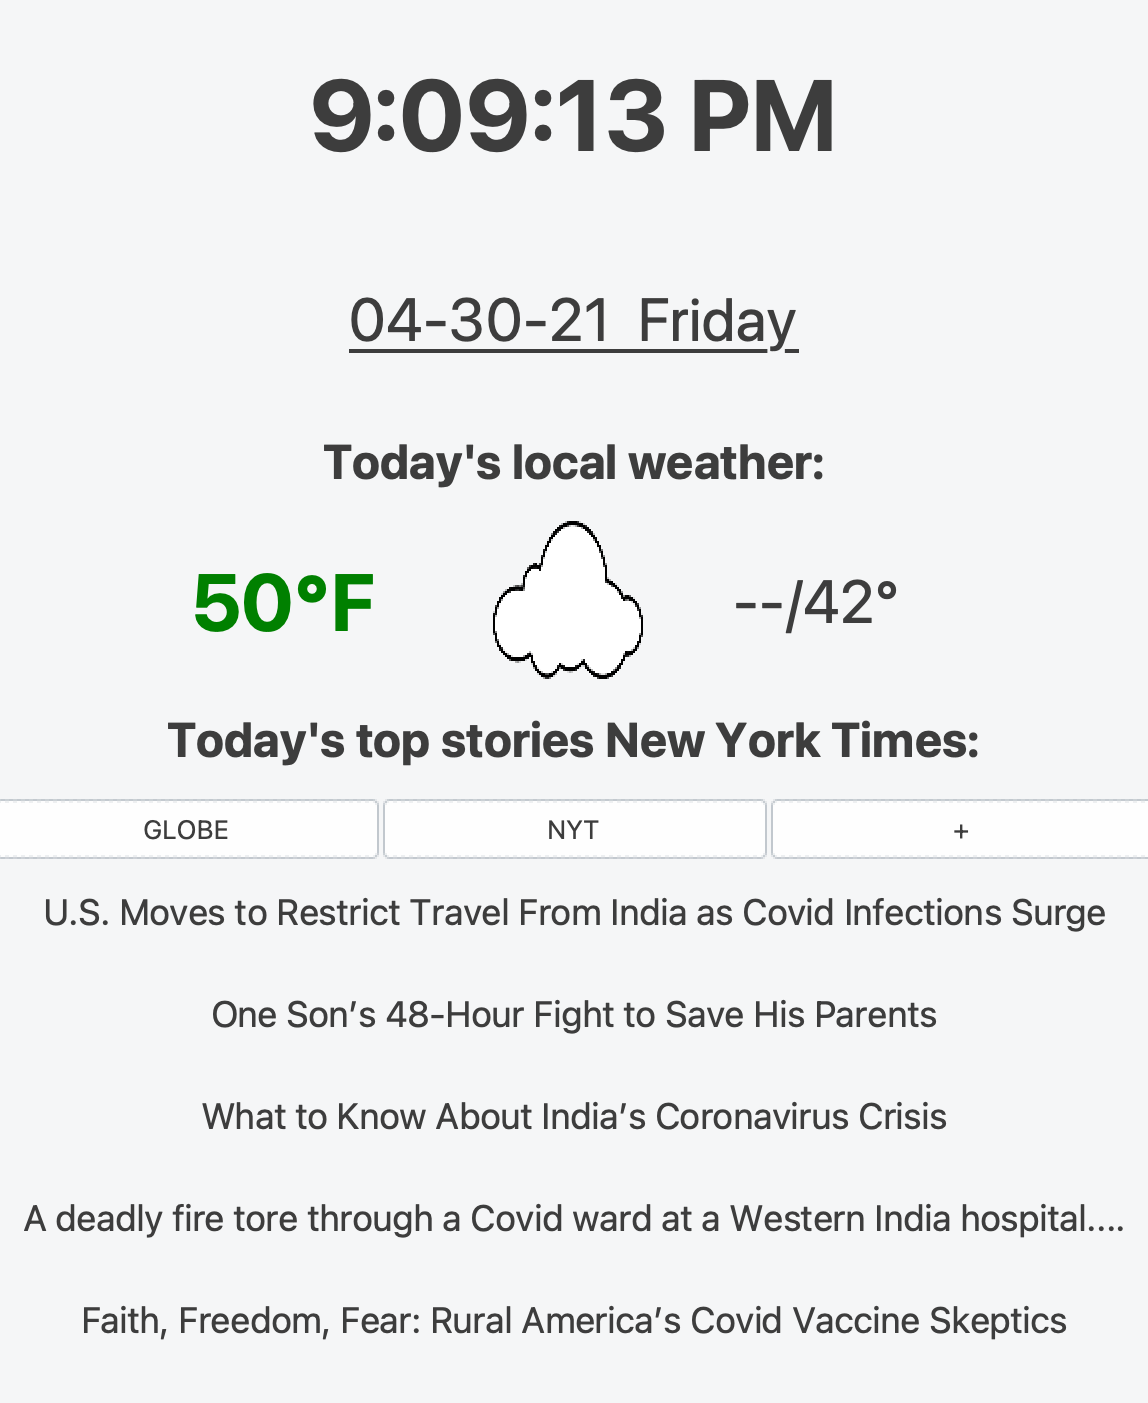 9:09:13 PM
04-30-21 Friday
Today's local weather:
50°F --/42°
Today's top stories New York Times:
GLOBE NYT +
U.S. Moves to Restrict Travel From India as Covid Infections Surge
One Son’s 48-Hour Fight to Save His Parents
What to Know About India’s Coronavirus Crisis
A deadly fire tore through a Covid ward at a Western India hospital....
Faith, Freedom, Fear: Rural America’s Covid Vaccine Skeptics